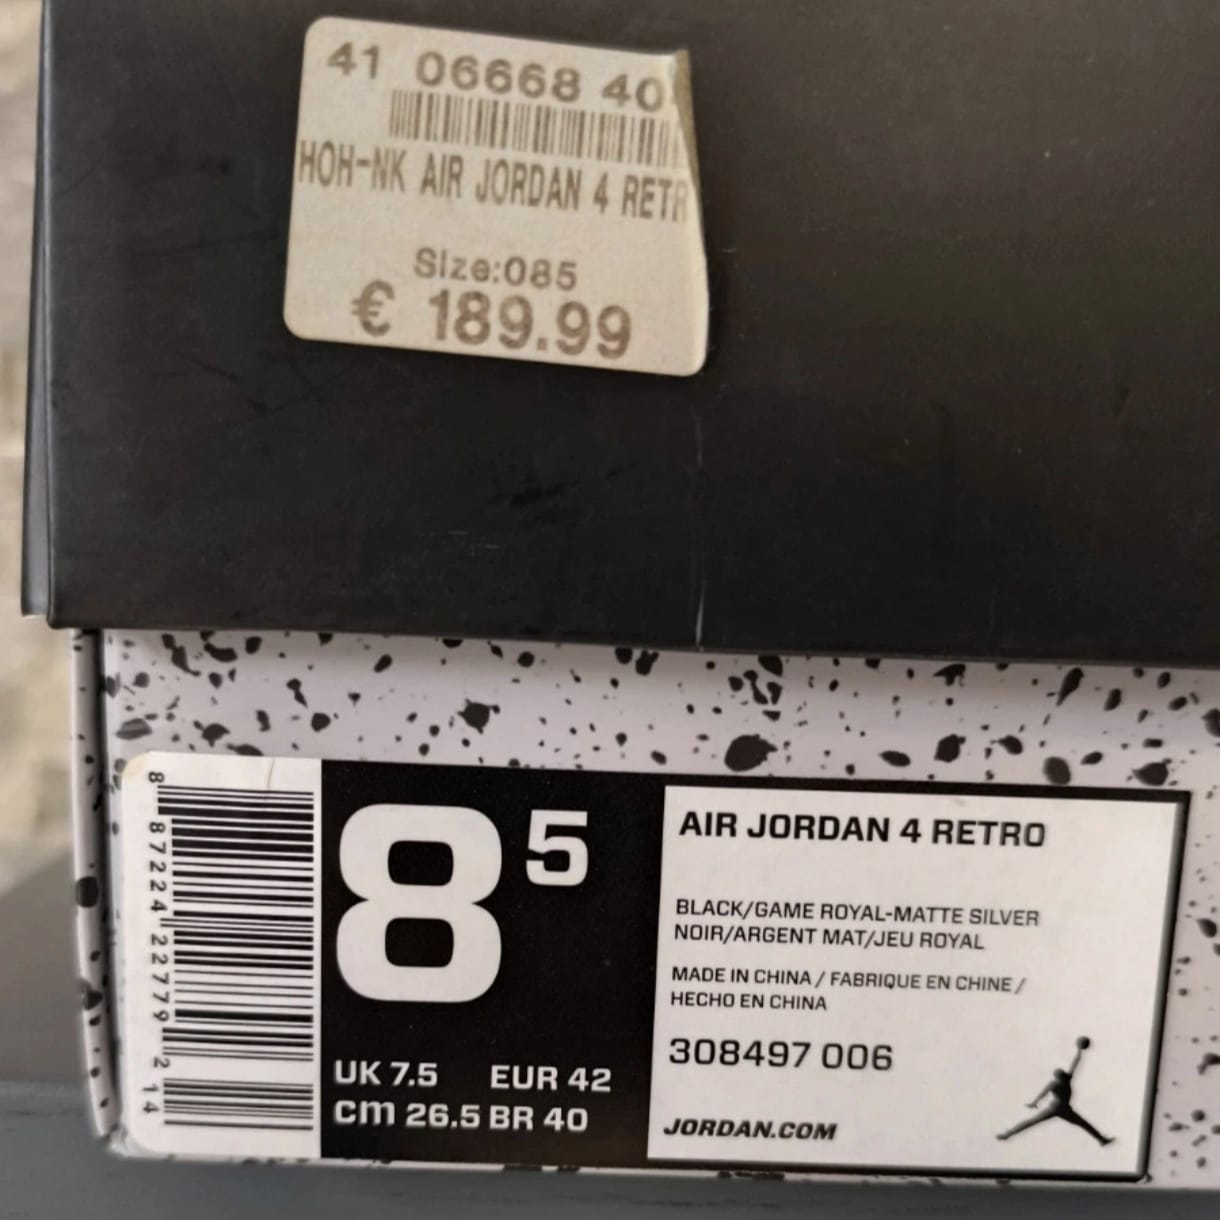 41 06668 40
HOH-NK AIR JORDAN 4 RETR
Size:085
€ 189.99
8 87224 22779 2 14
8 5
UK 7.5 EUR 42
cm 26.5 BR 40
AIR JORDAN 4 RETRO
BLACK/GAME ROYAL-MATTE SILVER
NOIR/ARGENT MAT/JEU ROYAL
MADE IN CHINA / FABRIQUE EN CHINE /
HECHO EN CHINA
308497 006
JORDAN.COM